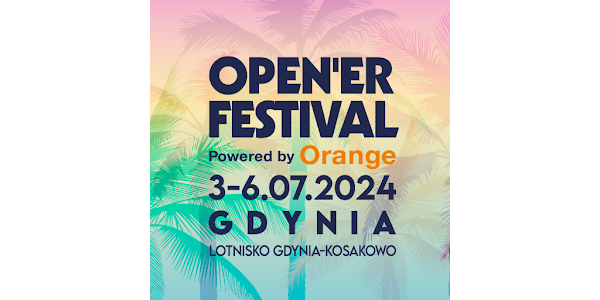 OPEN'ER
FESTIVAL
Powered by Orange
3-6.07.2024
GDYNIA
LOTNISKO GDYNIA-KOSAKOWO